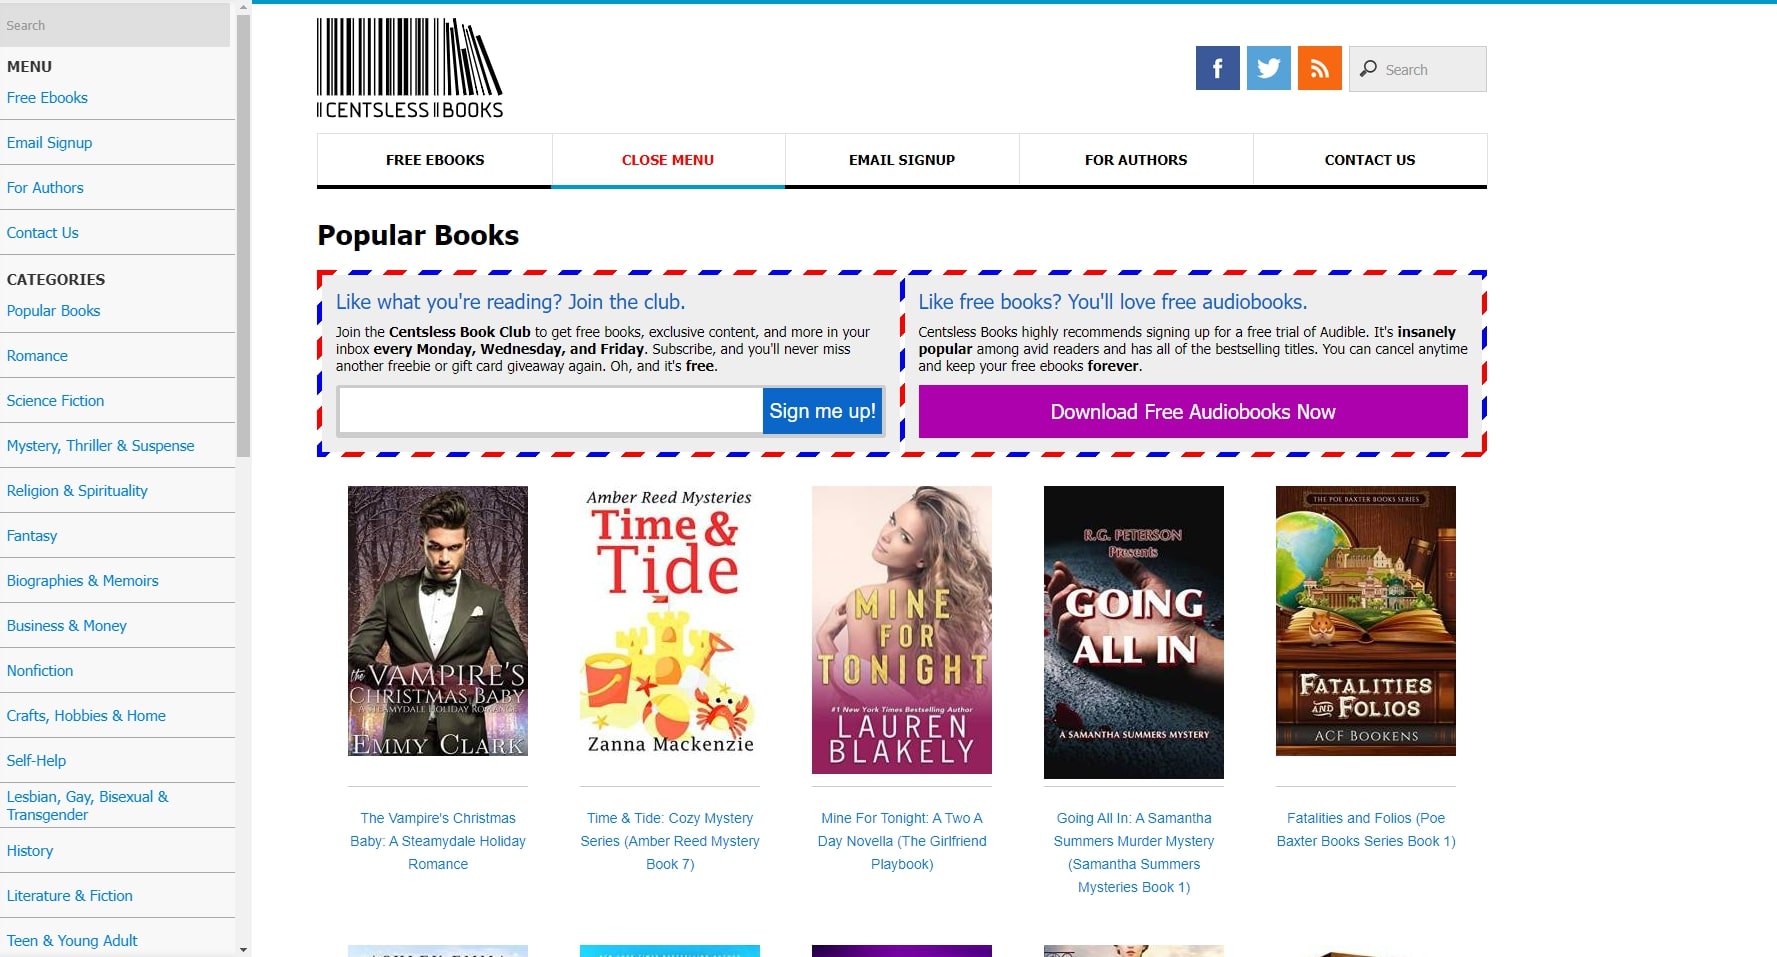 Search
MENU
Free Ebooks
Email Signup
For Authors
Contact Us
CATEGORIES
Popular Books
Romance
Science Fiction
Mystery, Thriller & Suspense
Religion & Spirituality
Fantasy
Biographies & Memoirs
Business & Money
Nonfiction
Crafts, Hobbies & Home
Self-Help
Lesbian, Gay, Bisexual &
Transgender
History
Literature & Fiction
Teen & Young Adult
CENTSLESS BOOKS
f
Search
FREE EBOOKS
CLOSE MENU
EMAIL SIGNUP
FOR AUTHORS
CONTACT US
Popular Books
Like what you're reading? Join the club.
Join the Centsless Book Club to get free books, exclusive content, and more in your
inbox every Monday, Wednesday, and Friday. Subscribe, and you'll never miss
another freebie or gift card giveaway again. Oh, and it's free.
Sign me up!
Like free books? You'll love free audiobooks.
Centsless Books highly recommends signing up for a free trial of Audible. It's insanely
popular among avid readers and has all of the bestselling titles. You can cancel anytime
and keep your free ebooks forever.
Download Free Audiobooks Now
the VAMPIRE'S
CHRISTMAS BABY
A STEAMYDALE HOLIDAY ROMANCE
EMMY CLARK
The Vampire's Christmas
Baby: A Steamydale Holiday
Romance
Amber Reed Mysteries
Time &
Tide
Zanna Mackenzie
Time & Tide: Cozy Mystery
Series (Amber Reed Mystery
Book 7)
MINE
FOR
TONIGHT
#1 New York Times Bestselling Author
LAUREN
BLAKELY
Mine For Tonight: A Two A
Day Novella (The Girlfriend
Playbook)
R.G. PETERSON
Presents
GOING
ALL IN
A SAMANTHA SUMMERS MYSTERY
Going All In: A Samantha
Summers Murder Mystery
(Samantha Summers
Mysteries Book 1)
THE POE BAXTER BOOKS SERIES
FATALITIES
AND FOLIOS
ACF BOOKENS
Fatalities and Folios (Poe
Baxter Books Series Book 1)